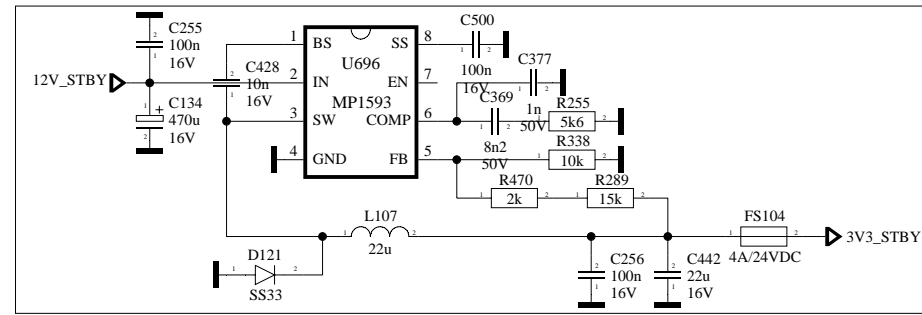 C255
100n
16V
12V_STBY
C134
470u
16V
C428
10n
16V
1 BS SS 8
U696
2 IN EN 7
MP1593
3 SW COMP 6
4 GND FB 5
C500
100n
16V
C377
1n
50V
C369
8n2
50V
R255
5k6
R338
10k
R470
2k
R289
15k
L107
22u
D121
SS33
C256
100n
16V
C442
22u
16V
FS104
4A/24VDC
3V3_STBY